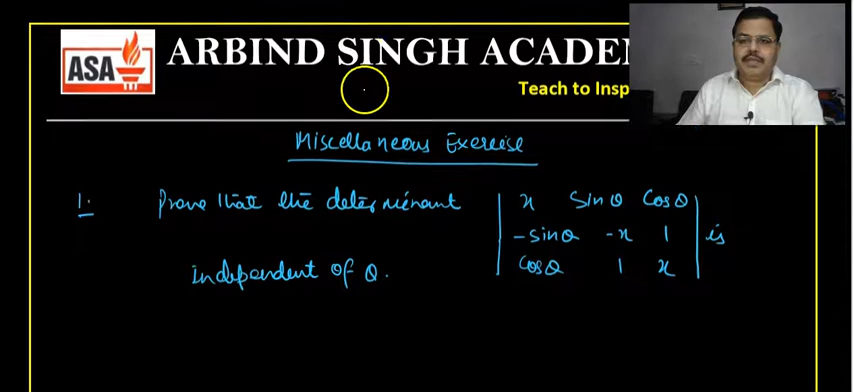 ASA
ARBIND SINGH ACADEM
Teach to Insp
Miscellaneous Exercise
1. Prove that the determinant | x sinθ cosθ |
| -sinθ -x 1 | is
| cosθ 1 x |
independent of θ.